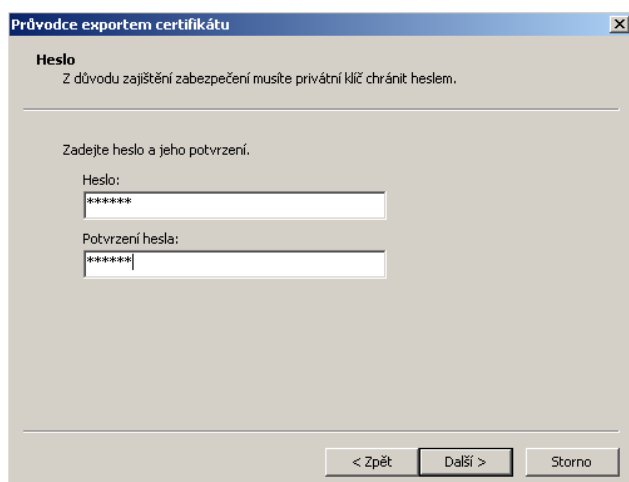 Průvodce exportem certifikátu
Heslo
Z důvodu zajištění zabezpečení musíte privátní klíč chránit heslem.
Zadejte heslo a jeho potvrzení.
Heslo:
******
Potvrzení hesla:
******
< Zpět
Další >
Storno